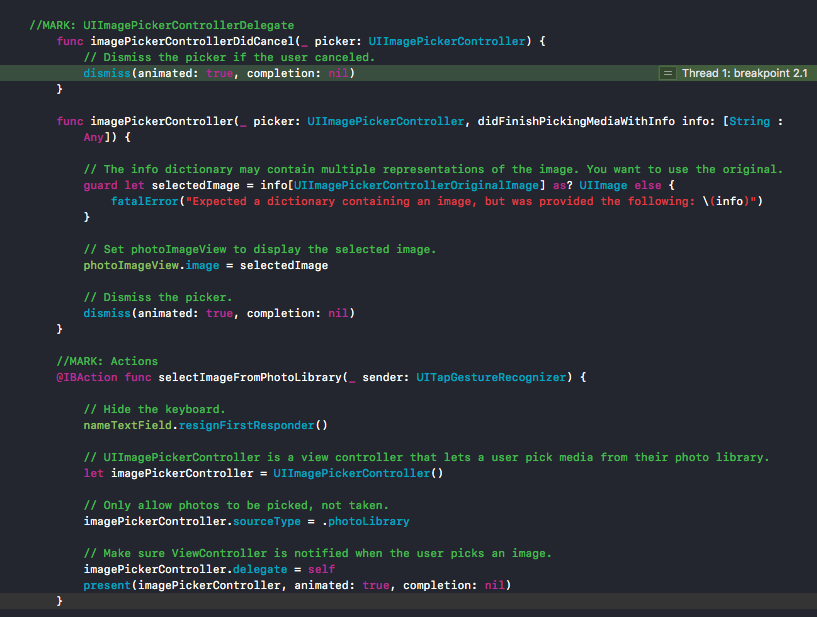 //MARK: UIImagePickerControllerDelegate
func imagePickerControllerDidCancel(_ picker: UIImagePickerController) {
// Dismiss the picker if the user canceled.
dismiss(animated: true, completion: nil)
= Thread 1: breakpoint 2.1
}
func imagePickerController(_ picker: UIImagePickerController, didFinishPickingMediaWithInfo info: [String :
Any]) {
// The info dictionary may contain multiple representations of the image. You want to use the original.
guard let selectedImage = info[UIImagePickerControllerOriginalImage] as? UIImage else {
fatalError("Expected a dictionary containing an image, but was provided the following: \(info)")
}
// Set photoImageView to display the selected image.
photoImageView.image = selectedImage
// Dismiss the picker.
dismiss(animated: true, completion: nil)
}
//MARK: Actions
@IBAction func selectImageFromPhotoLibrary(_ sender: UITapGestureRecognizer) {
// Hide the keyboard.
nameTextField.resignFirstResponder()
// UIImagePickerController is a view controller that lets a user pick media from their photo library.
let imagePickerController = UIImagePickerController()
// Only allow photos to be picked, not taken.
imagePickerController.sourceType = .photoLibrary
// Make sure ViewController is notified when the user picks an image.
imagePickerController.delegate = self
present(imagePickerController, animated: true, completion: nil)
}